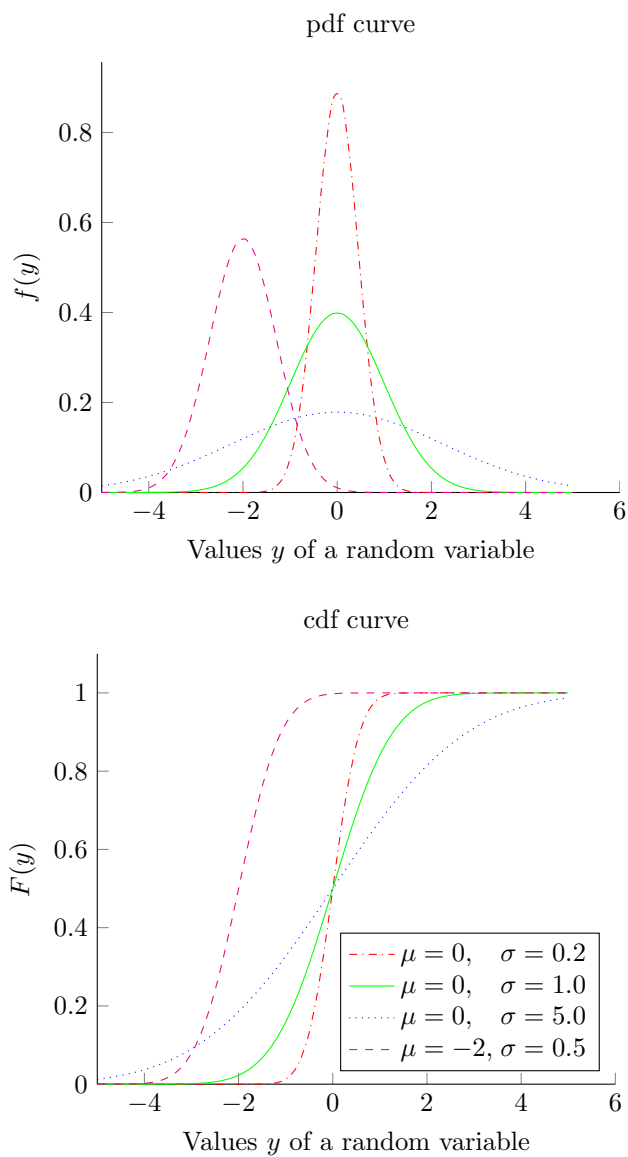 pdf curve
0.8
0.6
0.4
0.2
0
f(y)
−4 −2 0 2 4 6
Values y of a random variable
cdf curve
1
0.8
0.6
0.4
0.2
0
F(y)
μ = 0, σ = 0.2
μ = 0, σ = 1.0
μ = 0, σ = 5.0
μ = −2, σ = 0.5
−4 −2 0 2 4 6
Values y of a random variable